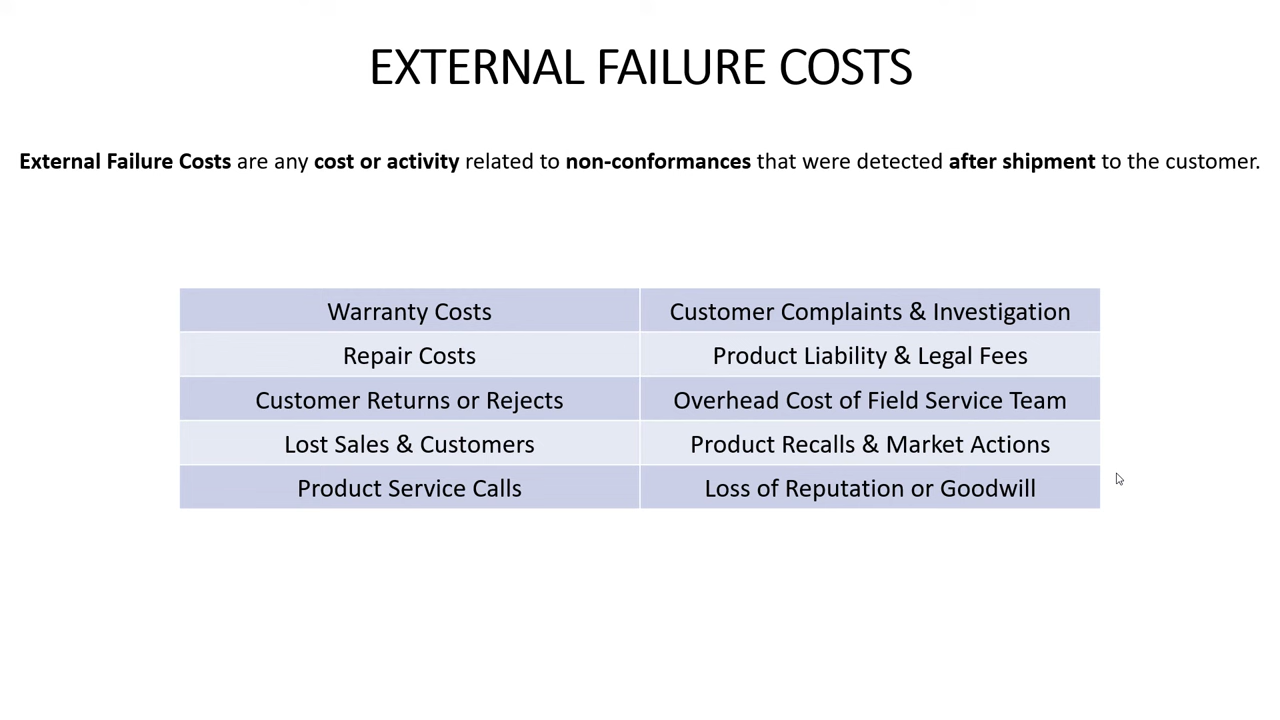 EXTERNAL FAILURE COSTS
External Failure Costs are any cost or activity related to non-conformances that were detected after shipment to the customer.
Warranty Costs
Customer Complaints & Investigation
Repair Costs
Product Liability & Legal Fees
Customer Returns or Rejects
Overhead Cost of Field Service Team
Lost Sales & Customers
Product Recalls & Market Actions
Product Service Calls
Loss of Reputation or Goodwill